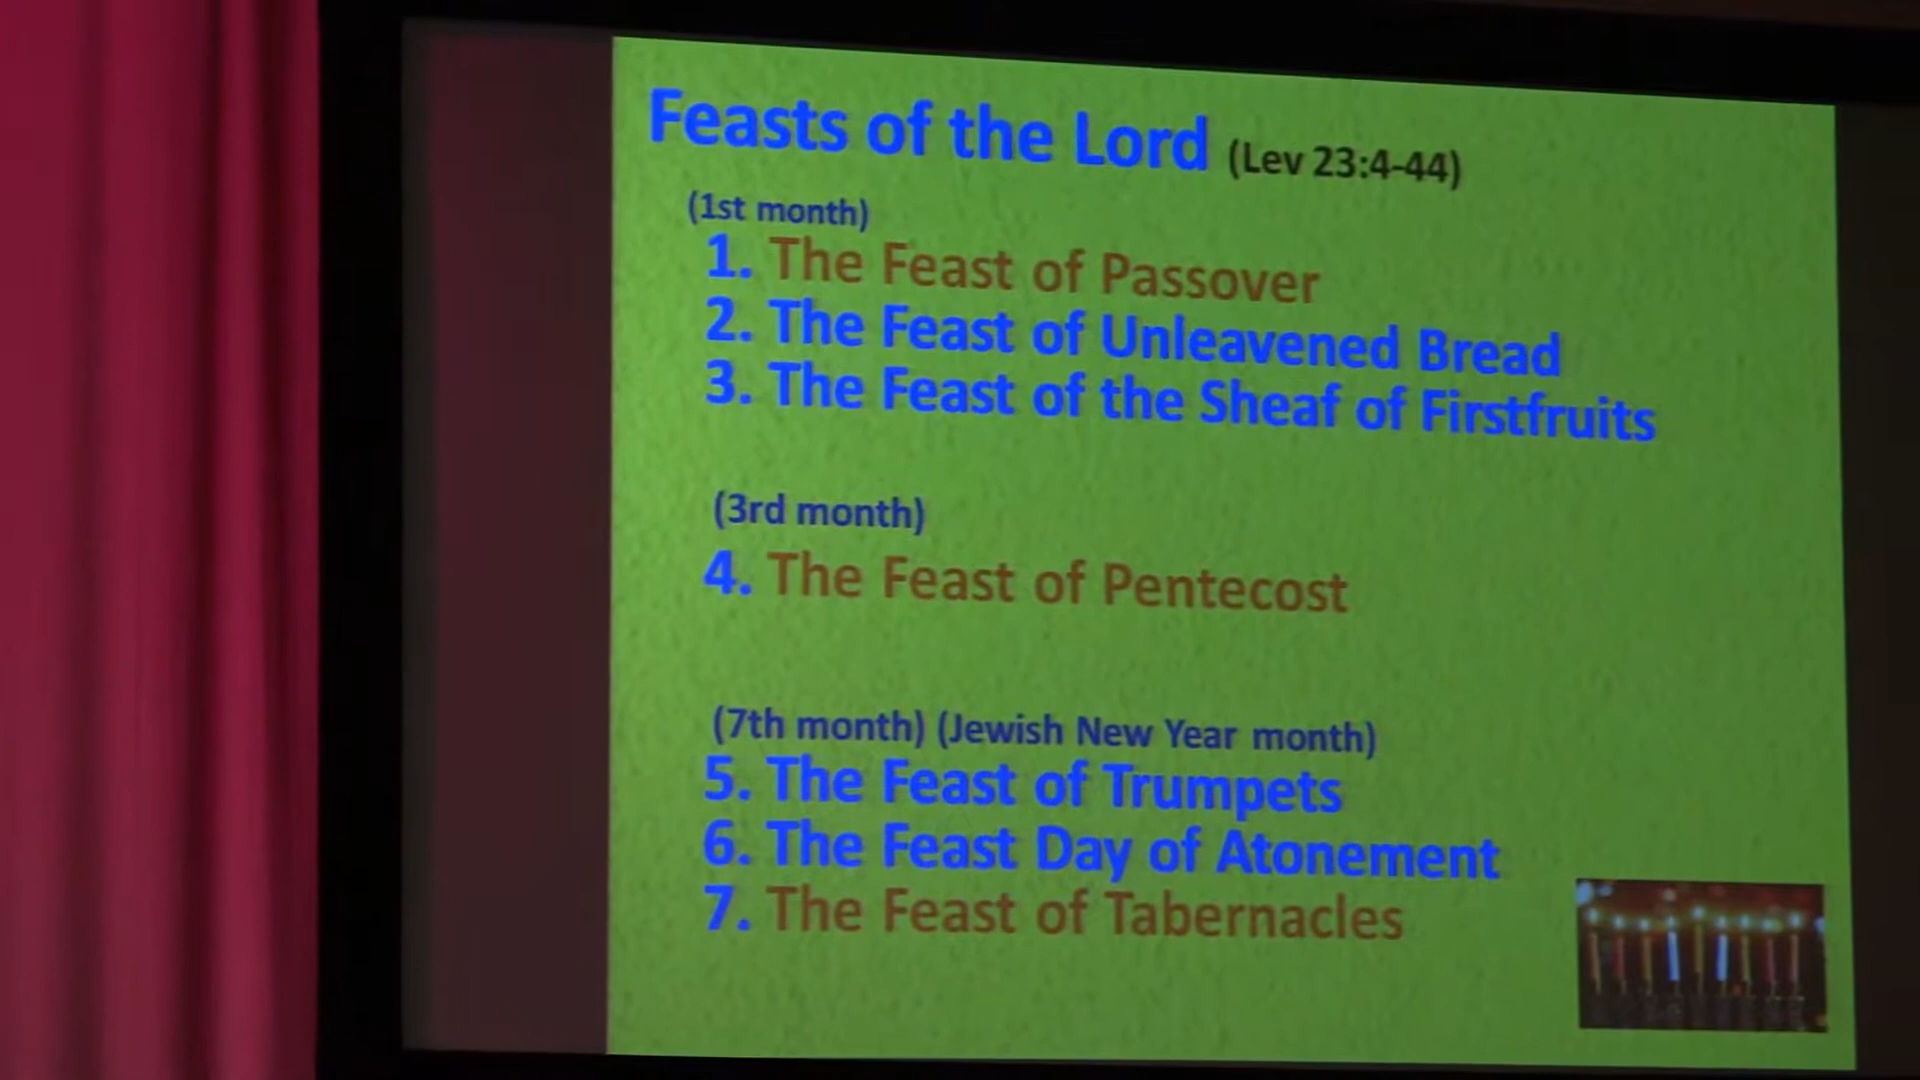 Feasts of the Lord (Lev 23:4-44)
(1st month)
1. The Feast of Passover
2. The Feast of Unleavened Bread
3. The Feast of the Sheaf of Firstfruits
(3rd month)
4. The Feast of Pentecost
(7th month) (Jewish New Year month)
5. The Feast of Trumpets
6. The Feast Day of Atonement
7. The Feast of Tabernacles